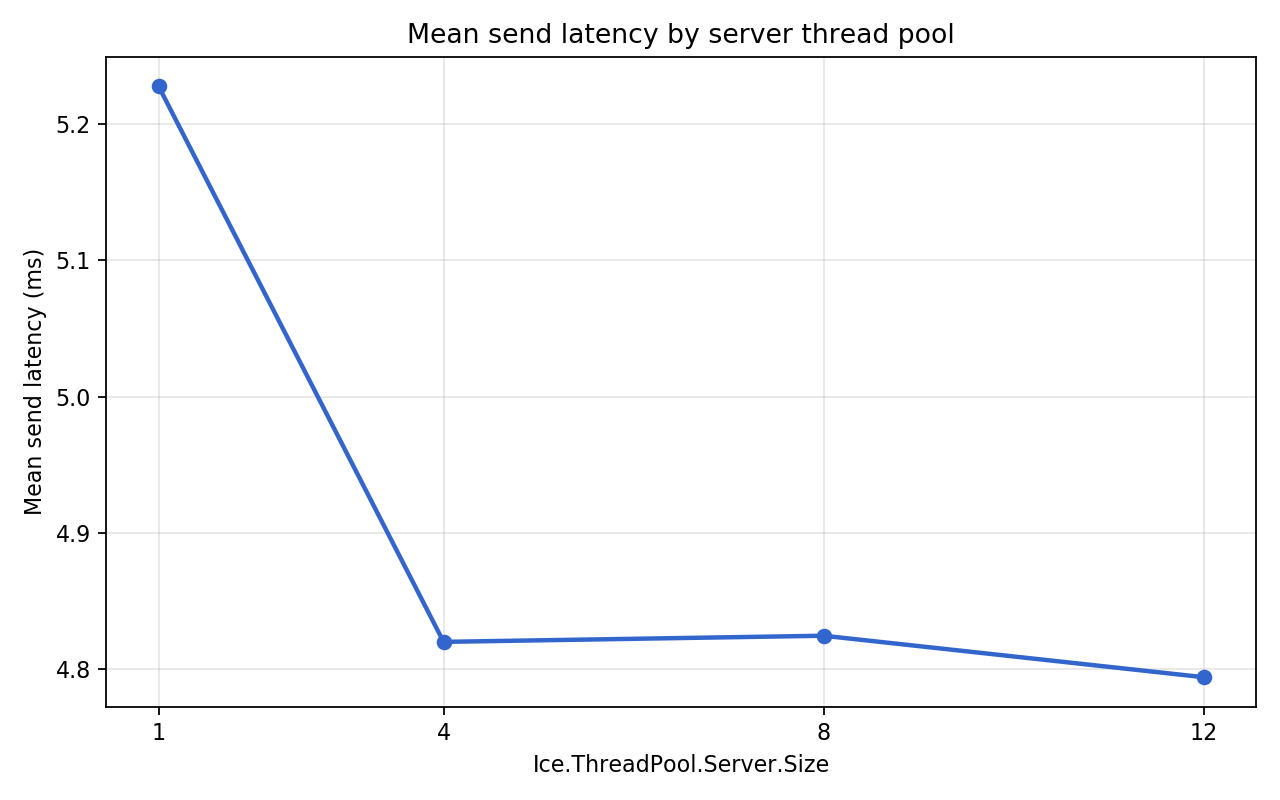 Mean send latency by server thread pool
Mean send latency (ms)
5.2
5.1
5.0
4.9
4.8
1 4 8 12
Ice.ThreadPool.Server.Size